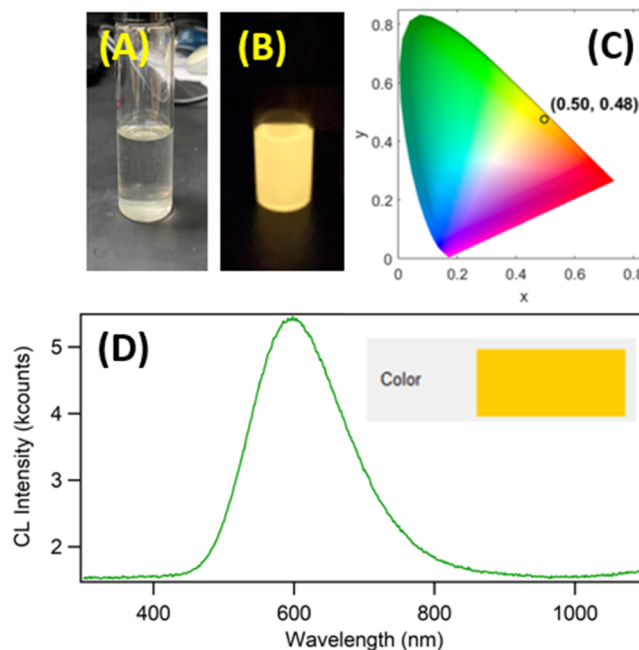 (A)
(B)
(C)
(0.50, 0.48)
0.8
0.6
0.4
0.2
0
y
0
0.2
0.4
0.6
0.8
x
(D)
Color
5
4
3
2
CL Intensity (kcounts)
400
600
800
1000
Wavelength (nm)